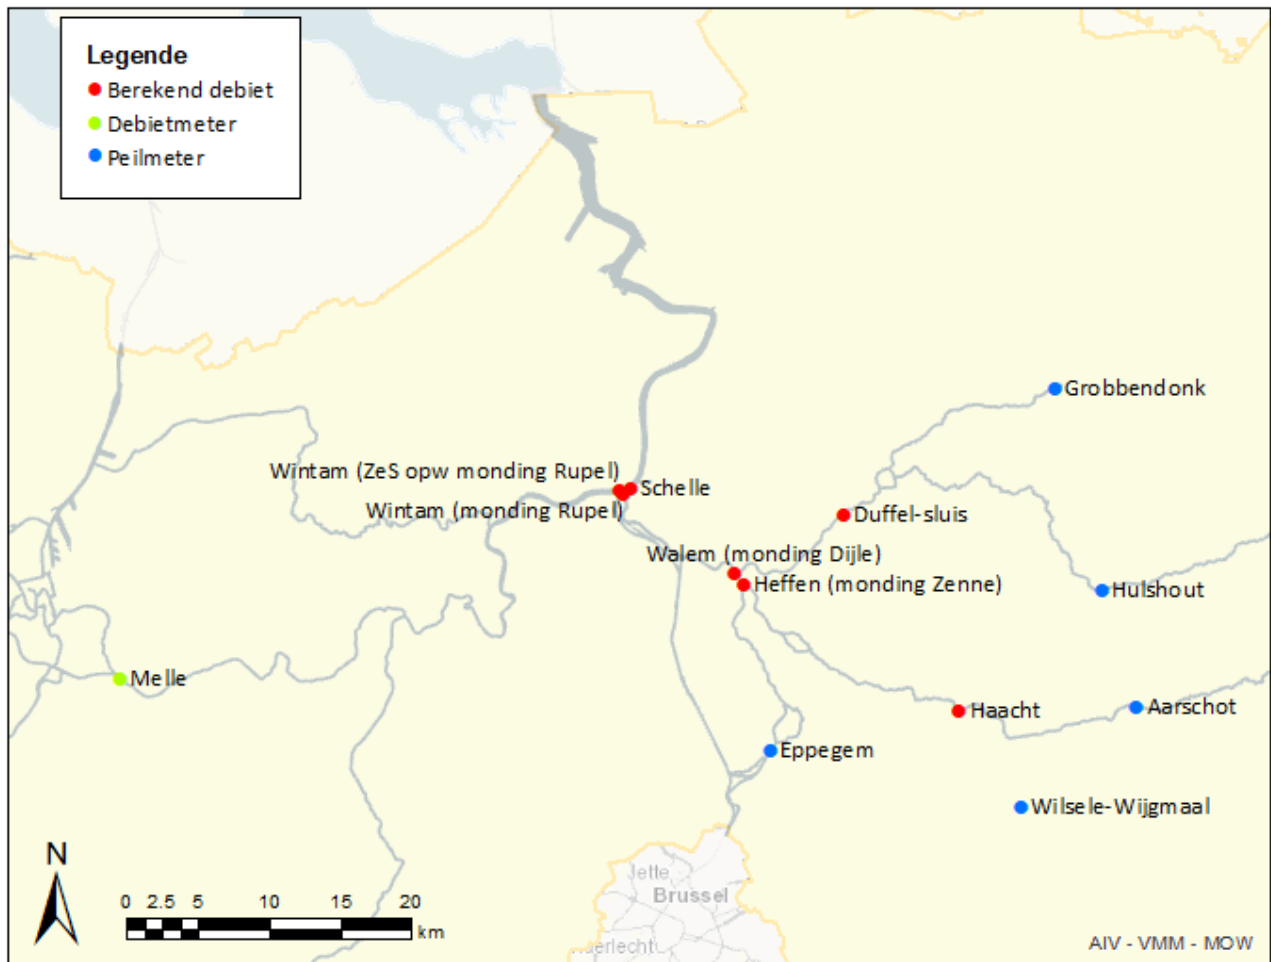 Legende
Berekend debiet
Debietmeter
Peilmeter
Grobbendonk
Wintam (ZeS opw monding Rupel)
Schelle
Wintam (monding Rupel)
Duffel-sluis
Walem (monding Dijle)
Heffen (monding Zenne)
Hulshout
Melle
Haacht
Aarschot
Eppegem
Wilsele-Wijgmaal
N
Jette
Brussel
0 2.5 5 10 15 20
km
AIV - VMM - MOW